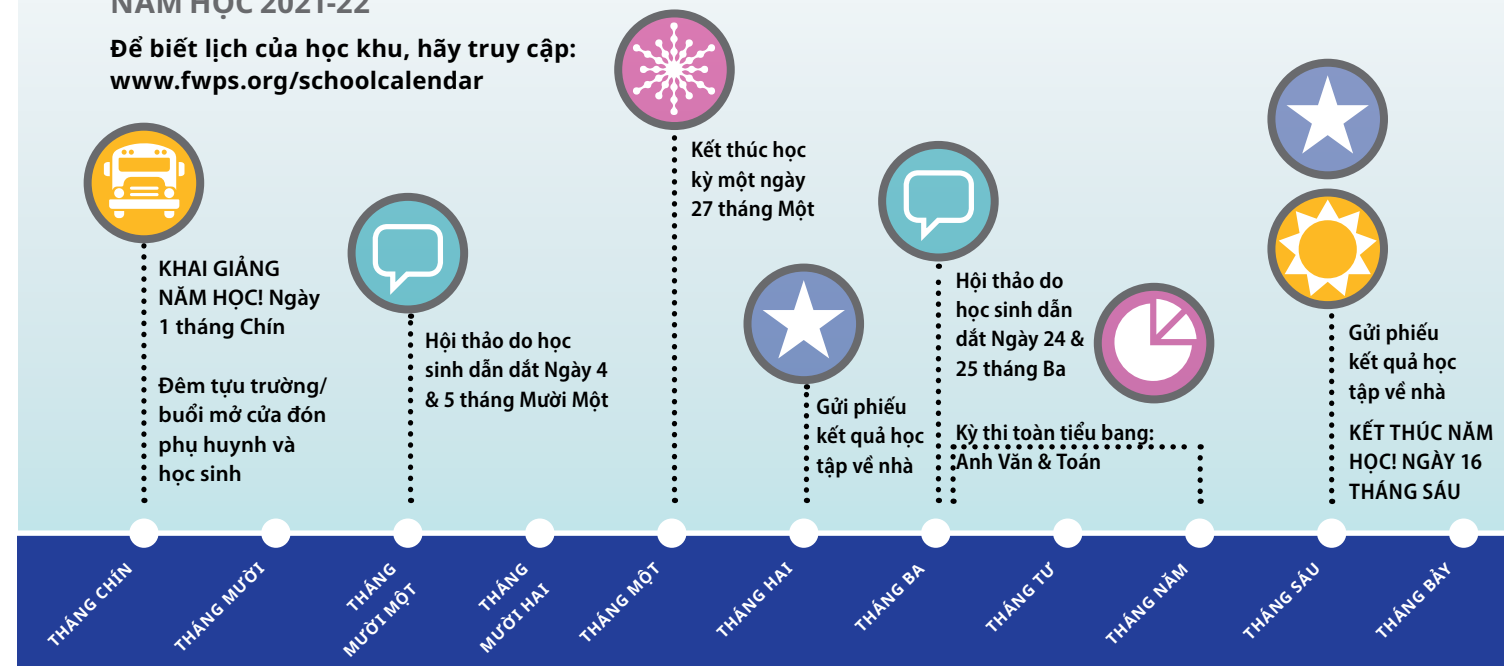 NĂM HỌC 2021-22
Để biết lịch của học khu, hãy truy cập:
www.fwps.org/schoolcalendar
KHAI GIẢNG
NĂM HỌC! Ngày
1 tháng Chín
Đêm tựu trường/
buổi mở cửa đón
phụ huynh và
học sinh
Hội thảo do học
sinh dẫn dắt Ngày 4
& 5 tháng Mười Một
Kết thúc học
kỳ một ngày
27 tháng Một
Gửi phiếu
kết quả học
tập về nhà
Hội thảo do
học sinh dẫn
dắt Ngày 24 &
25 tháng Ba
Kỳ thi toàn tiểu bang:
Anh Văn & Toán
Gửi phiếu
kết quả học
tập về nhà
KẾT THÚC NĂM
HỌC! NGÀY 16
THÁNG SÁU
THÁNG CHÍN
THÁNG MƯỜI
THÁNG
MƯỜI MỘT
THÁNG
MƯỜI HAI
THÁNG MỘT
THÁNG HAI
THÁNG BA
THÁNG TƯ
THÁNG NĂM
THÁNG SÁU
THÁNG BẢY